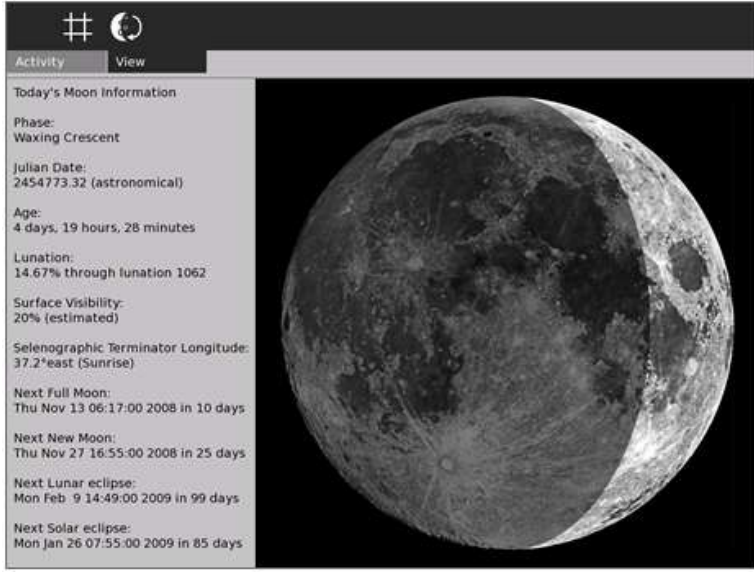 Activity
View
Today's Moon Information
Phase:
Waxing Crescent
Julian Date:
2454773.32 (astronomical)
Age:
4 days, 19 hours, 28 minutes
Lunation:
14.67% through lunation 1062
Surface Visibility:
20% (estimated)
Selenographic Terminator Longitude:
37.2°east (Sunrise)
Next Full Moon:
Thu Nov 13 06:17:00 2008 in 10 days
Next New Moon:
Thu Nov 27 16:55:00 2008 in 25 days
Next Lunar eclipse:
Mon Feb  9 14:49:00 2009 in 99 days
Next Solar eclipse:
Mon Jan 26 07:55:00 2009 in 85 days